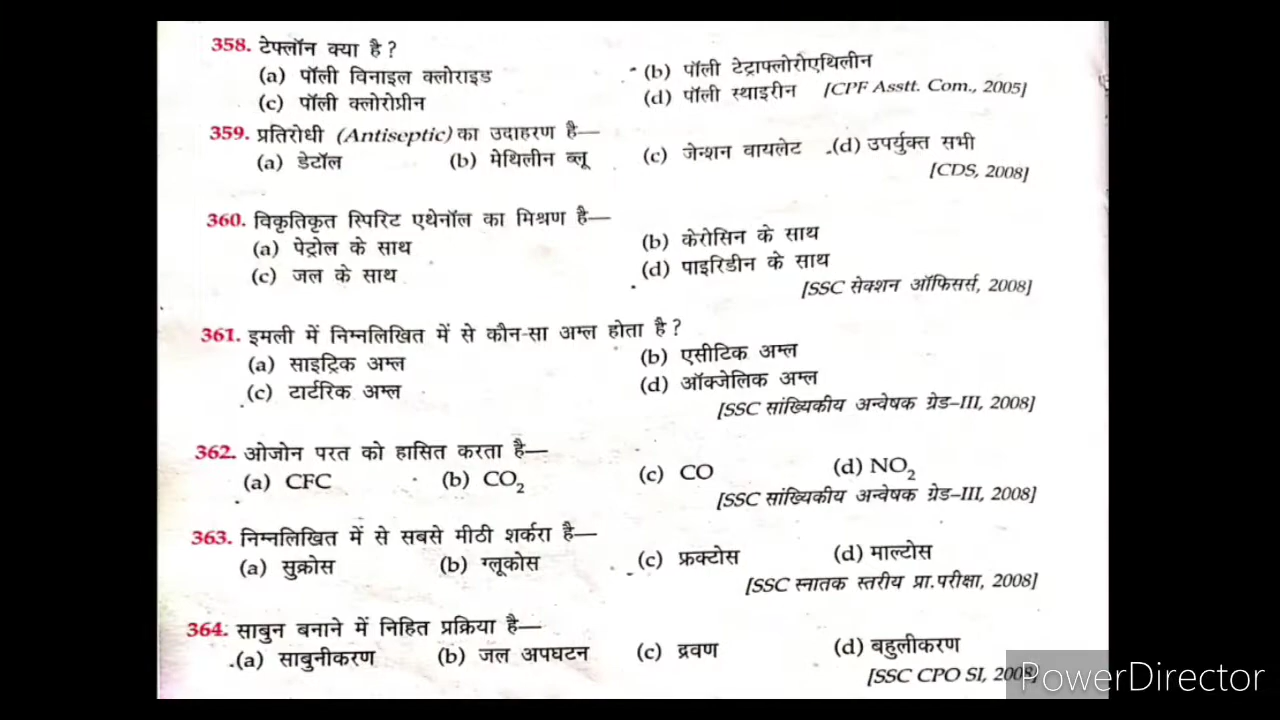 358. टेफ्लॉन क्या है ?
(a) पॉली विनाइल क्लोराइड (b) पॉली टेट्राफ्लोरोएथिलीन
(c) पॉली क्लोरोप्रीन (d) पॉली स्थाइरीन [CPF Asstt. Com., 2005]
359. प्रतिरोधी (Antiseptic) का उदाहरण है—
(a) डेटॉल (b) मेथिलीन ब्लू (c) जेन्शन वायलेट (d) उपर्युक्त सभी
[CDS, 2008]
360. विकृतिकृत स्पिरिट एथेनॉल का मिश्रण है—
(a) पेट्रोल के साथ (b) केरोसिन के साथ
(c) जल के साथ (d) पाइरिडीन के साथ
[SSC सेक्शन ऑफिसर्स, 2008]
361. इमली में निम्नलिखित में से कौन-सा अम्ल होता है ?
(a) साइट्रिक अम्ल (b) एसीटिक अम्ल
(c) टार्टरिक अम्ल (d) ऑक्जेलिक अम्ल
[SSC सांख्यिकीय अन्वेषक ग्रेड-III, 2008]
362. ओजोन परत को हासित करता है—
(a) CFC (b) CO₂ (c) CO (d) NO₂
[SSC सांख्यिकीय अन्वेषक ग्रेड-III, 2008]
363. निम्नलिखित में से सबसे मीठी शर्करा है—
(a) सुक्रोस (b) ग्लूकोस (c) फ्रक्टोस (d) माल्टोस
[SSC स्नातक स्तरीय प्रा. परीक्षा, 2008]
364. साबुन बनाने में निहित प्रक्रिया है—
(a) साबुनीकरण (b) जल अपघटन (c) द्रवण (d) बहुलीकरण
[SSC CPO SI, 2008]
PowerDirector